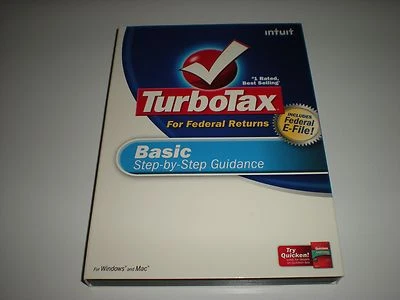 intuit
#1 Rated,
Best Selling
TurboTax
For Federal Returns
INCLUDES
Federal
E-File!
Basic
Step-by-Step Guidance
Try
Quicken!
Quicken
For Windows® and Mac®